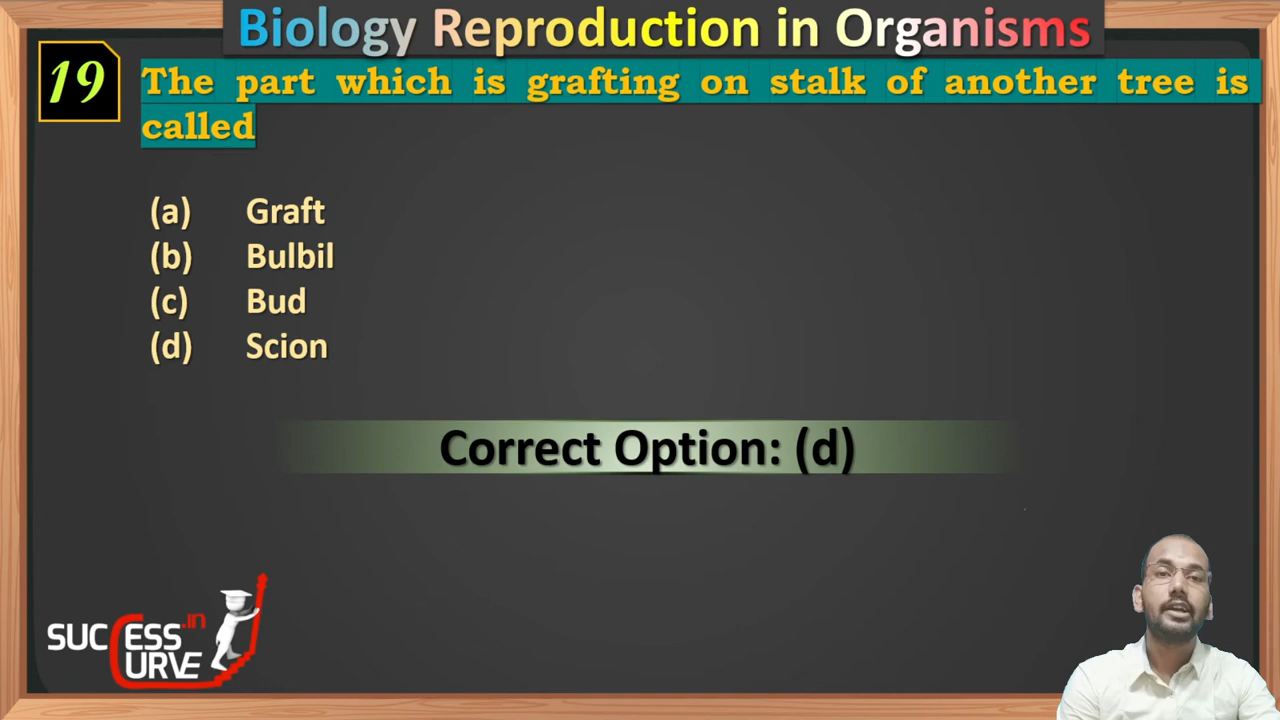 Biology Reproduction in Organisms
19
The part which is grafting on stalk of another tree is
called
(a) Graft
(b) Bulbil
(c) Bud
(d) Scion
Correct Option: (d)
SUCCESS.in
CURVE